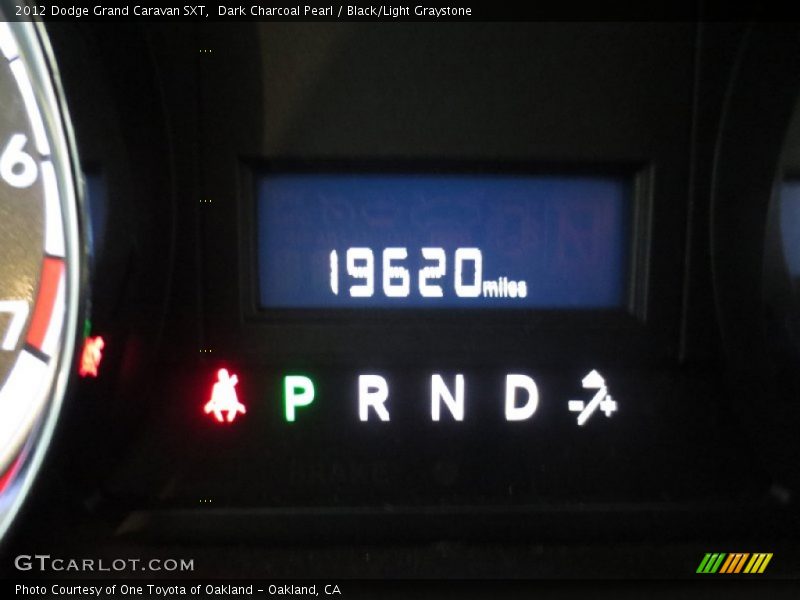 2012 Dodge Grand Caravan SXT,  Dark Charcoal Pearl / Black/Light Graystone
6
19620 miles
7
P R N D - +
GTCARLOT.COM
Photo Courtesy of One Toyota of Oakland - Oakland, CA